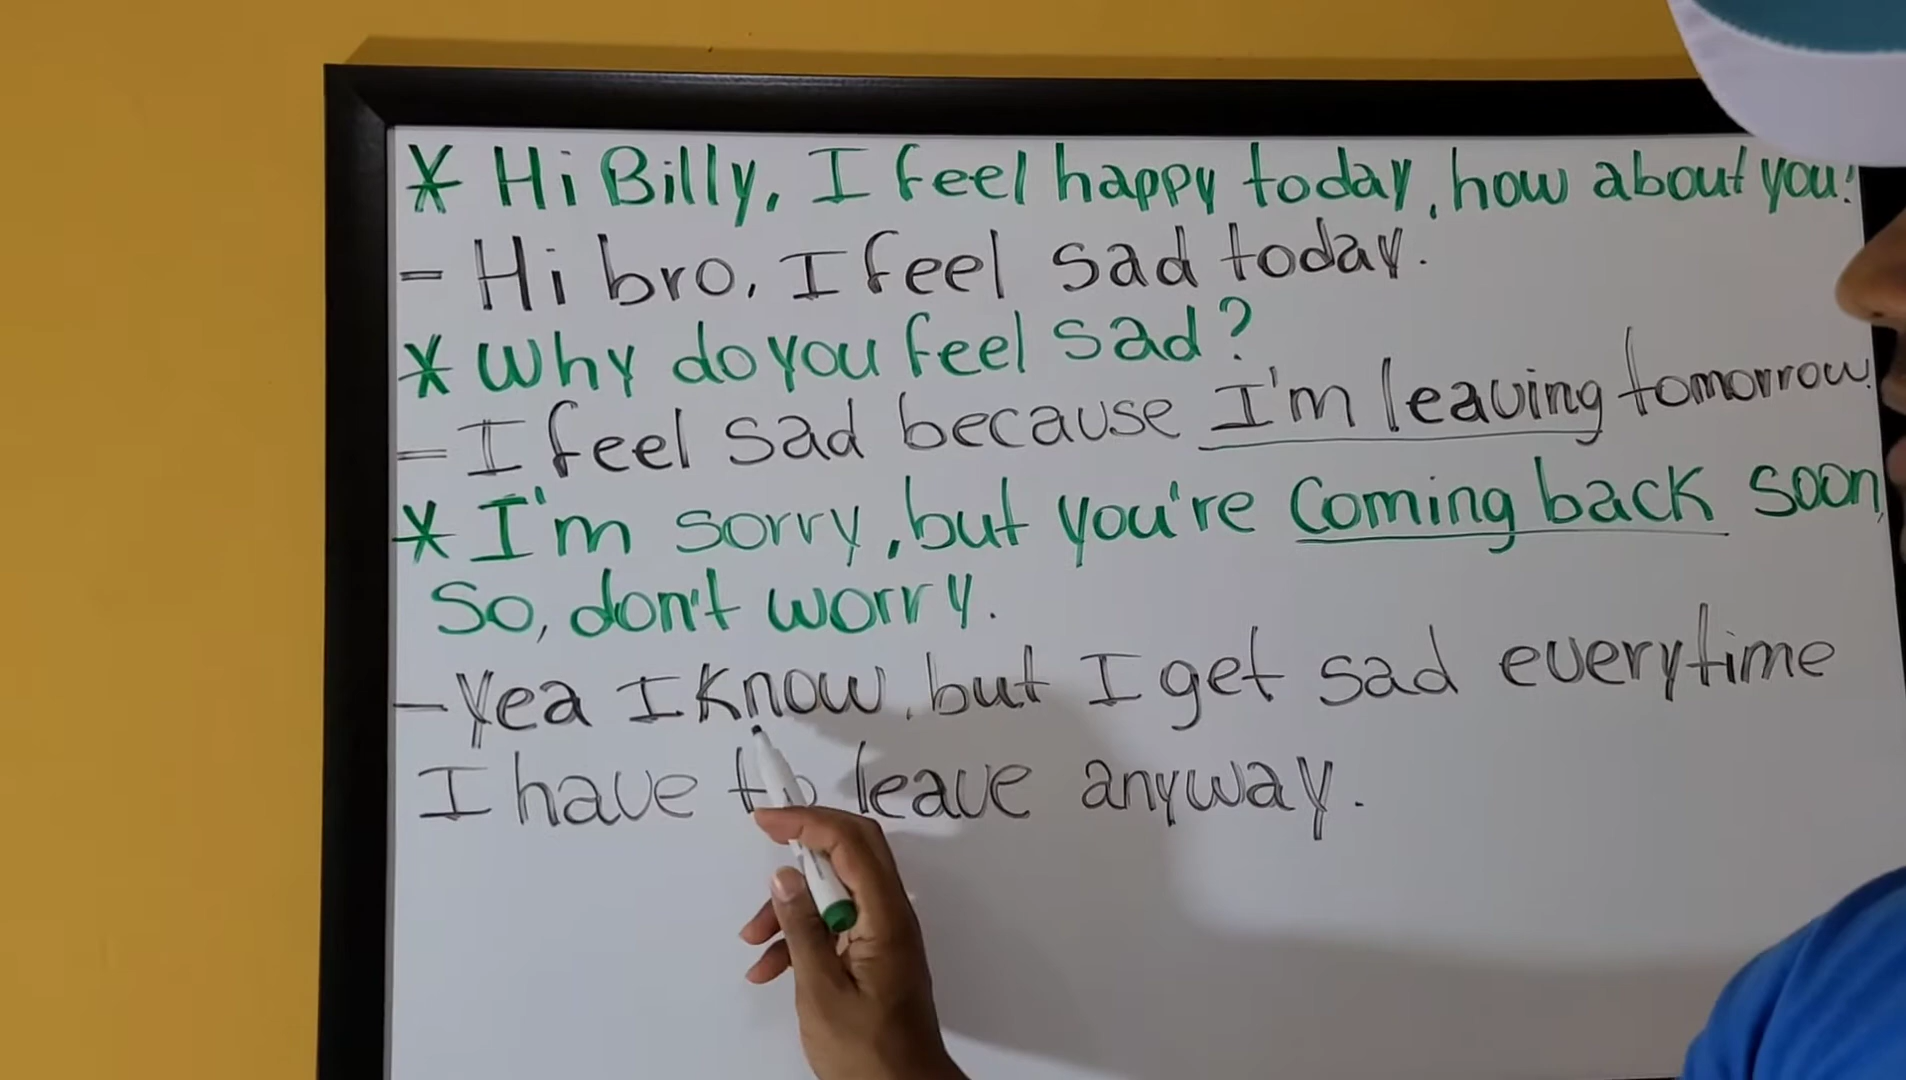 * Hi Billy, I feel happy today, how about you?
- Hi bro, I feel sad today.
* Why do you feel sad?
- I feel sad because I'm leaving tomorrow.
* I'm sorry, but you're coming back soon,
so, don't worry.
- Yea I know, but I get sad everytime
I have to leave anyway.